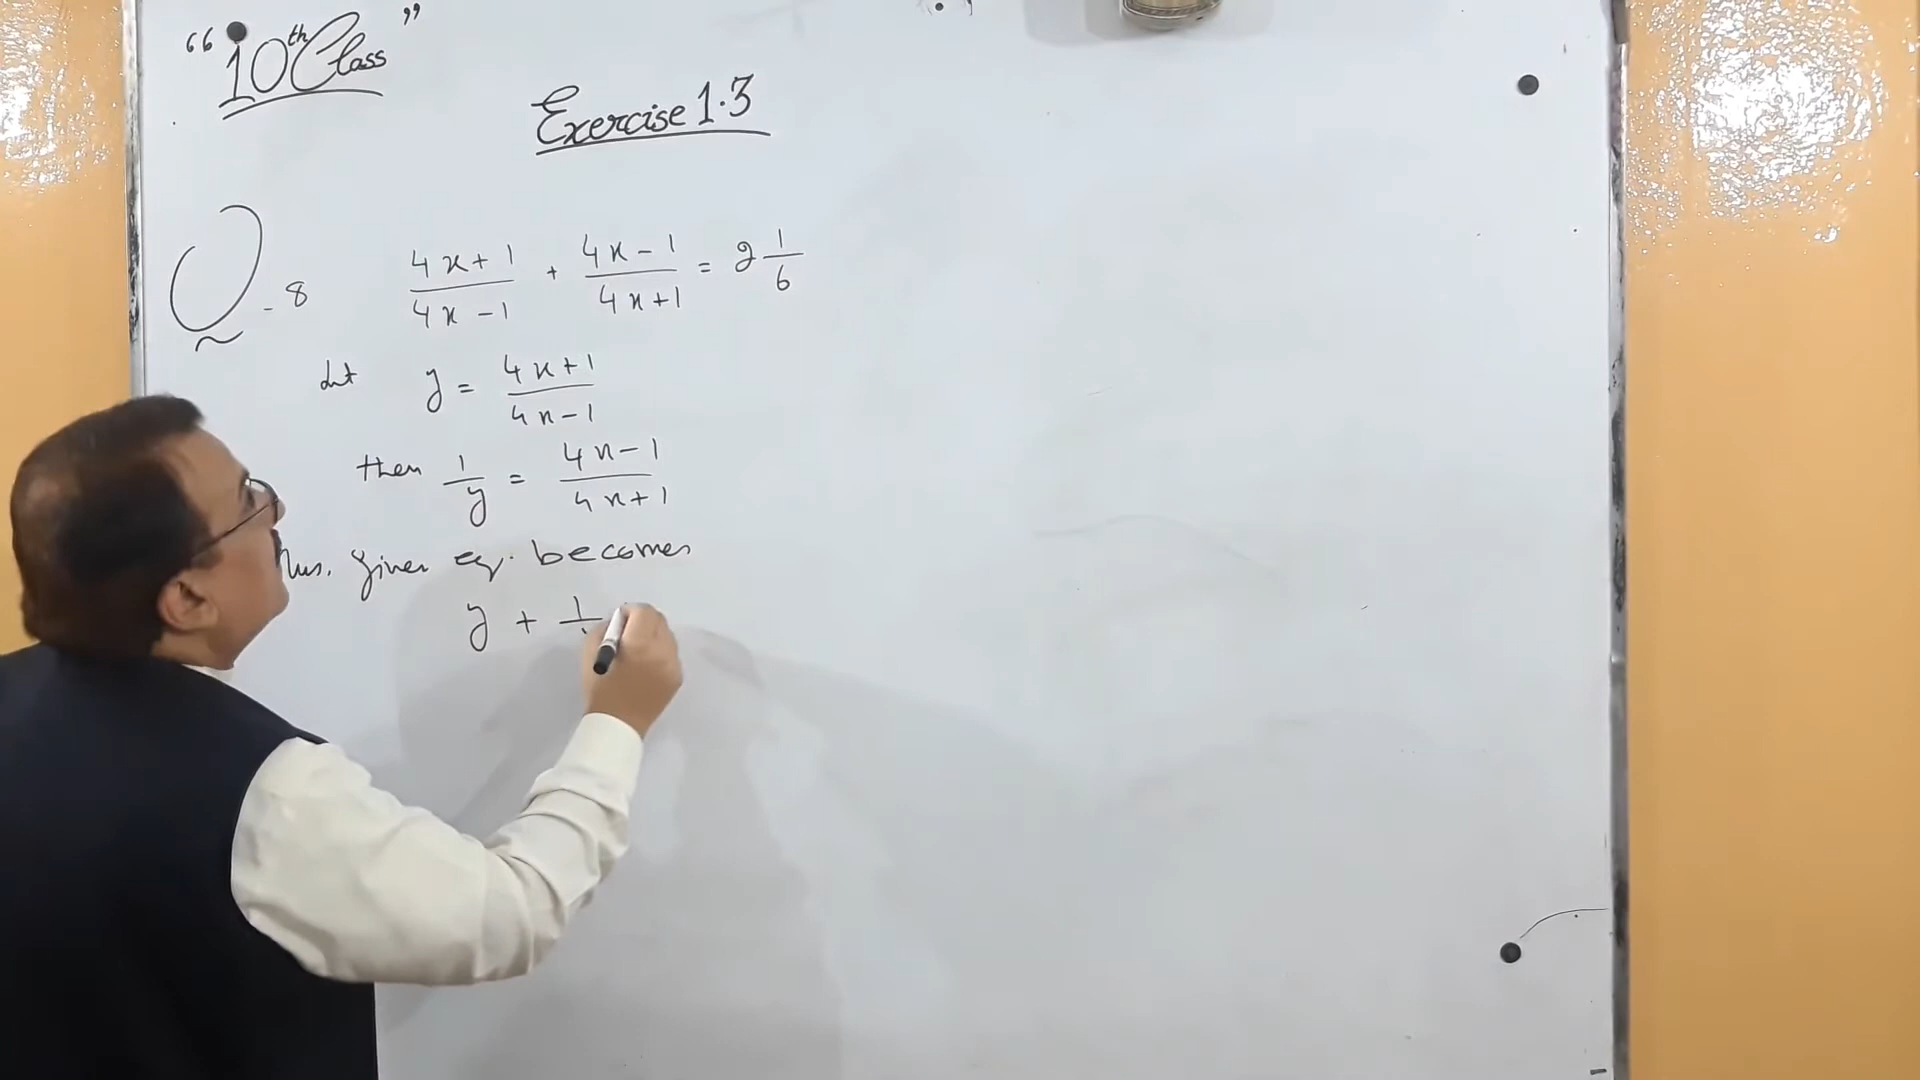 “10th Class”
Exercise 1.3
Q-8 (4x+1)/(4x-1) + (4x-1)/(4x+1) = 2 1/6
Let y = (4x+1)/(4x-1)
then 1/y = (4x-1)/(4x+1)
given eq. becomes
y + 1/